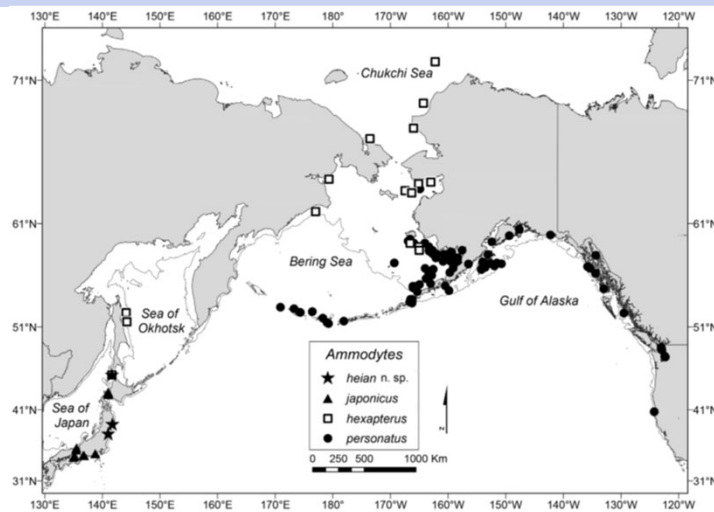 130°E 140°E 150°E 160°E 170°E 180° 170°W 160°W 150°W 140°W 130°W 120°W
Chukchi Sea
71°N 71°N
61°N 61°N
Bering Sea
Sea of
Okhotsk
Gulf of Alaska
51°N 51°N
Ammodytes
heian n. sp.
japonicus
hexapterus
personatus
0 250 500 1000 Km
N
41°N 41°N
Sea of
Japan
31°N 31°N
130°E 140°E 150°E 160°E 170°E 180° 170°W 160°W 150°W 140°W 130°W 120°W